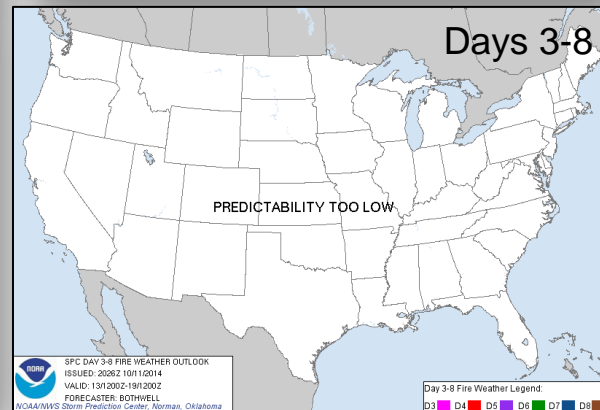 Days 3-8
PREDICTABILITY TOO LOW
NOAA
SPC DAY 3-8 FIRE WEATHER OUTLOOK
ISSUED: 2026Z 10/11/2014
VALID: 13/1200Z-19/1200Z
FORECASTER: BOTHWELL
NOAA/NWS Storm Prediction Center, Norman, Oklahoma
Day 3-8 Fire Weather Legend:
D3 D4 D5 D6 D7 D8